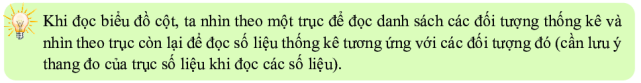 Khi đọc biểu đồ cột, ta nhìn theo một trục để đọc danh sách các đối tượng thống kê và
nhìn theo trục còn lại để đọc số liệu thống kê tương ứng với các đối tượng đó (cần lưu ý
thang đo của trục số liệu khi đọc các số liệu).